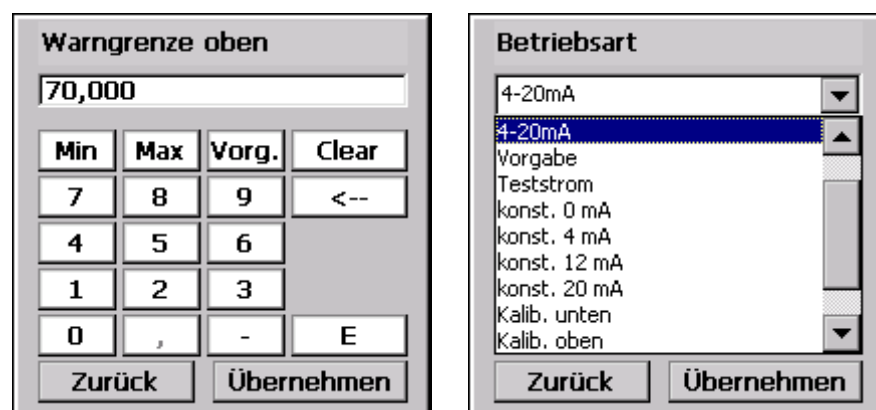 Warngrenze oben
70,000
Min Max Vorg. Clear
7 8 9 <--
4 5 6
1 2 3
0 , - E
Zurück Übernehmen
Betriebsart
4-20mA
4-20mA
Vorgabe
Teststrom
konst. 0 mA
konst. 4 mA
konst. 12 mA
konst. 20 mA
Kalib. unten
Kalib. oben
Zurück Übernehmen